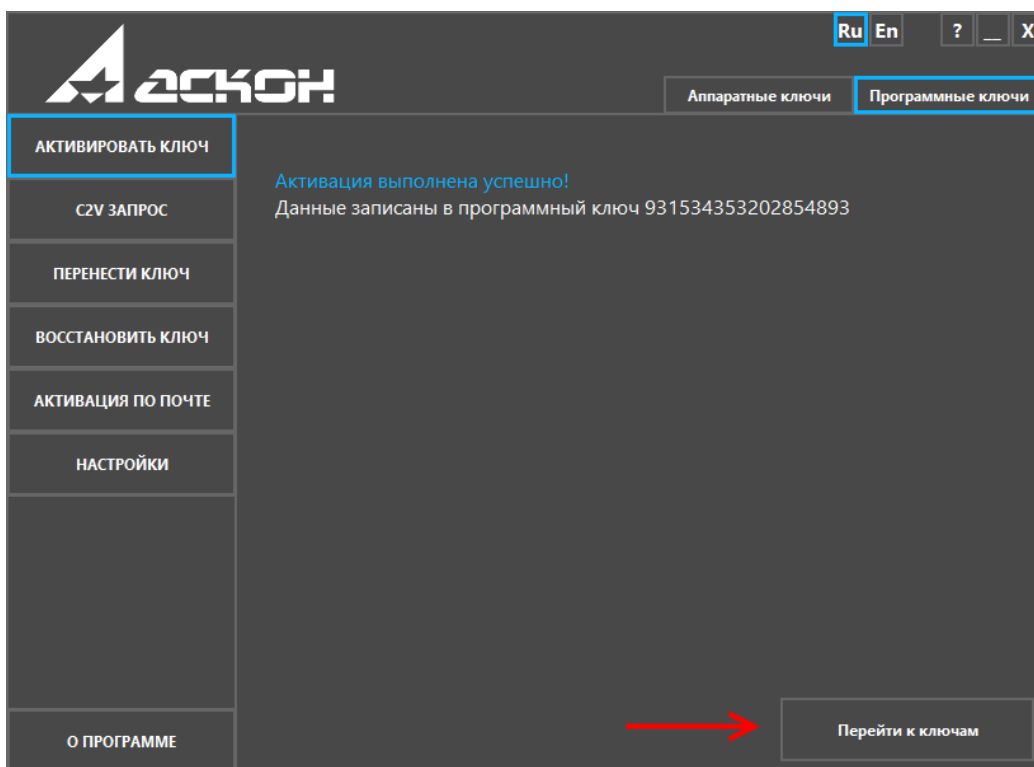 Ru En ? _ X
АСКОН
Аппаратные ключи Программные ключи
АКТИВИРОВАТЬ КЛЮЧ
C2V ЗАПРОС
ПЕРЕНЕСТИ КЛЮЧ
ВОССТАНОВИТЬ КЛЮЧ
АКТИВАЦИЯ ПО ПОЧТЕ
НАСТРОЙКИ
О ПРОГРАММЕ
Активация выполнена успешно!
Данные записаны в программный ключ 931534353202854893
Перейти к ключам